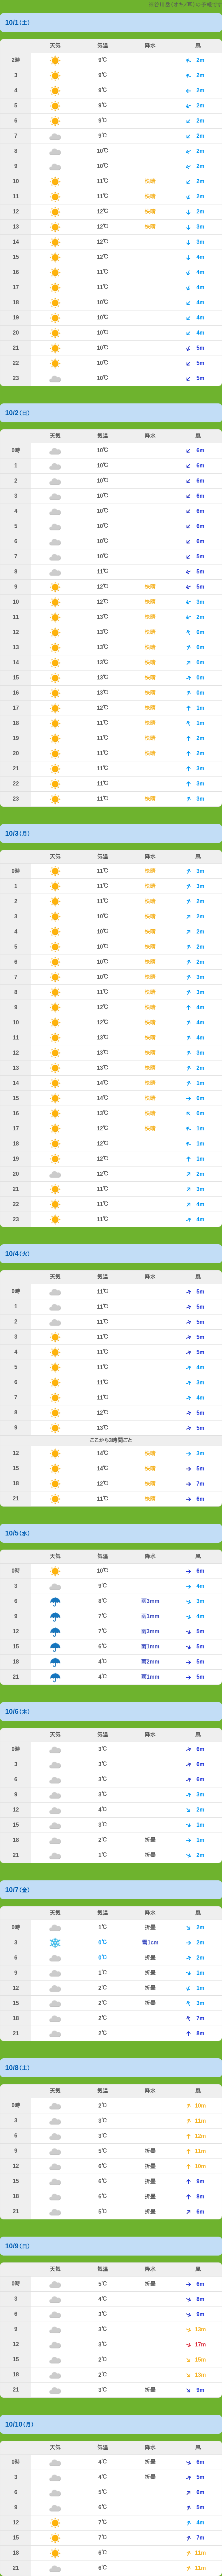 10/1(土)
天気 気温 降水 風
2時 9℃ 2m
3 9℃ 2m
4 9℃ 2m
5 9℃ 2m
6 9℃ 2m
7 9℃ 2m
8 10℃ 2m
9 10℃ 2m
10 11℃ 快晴 2m
11 11℃ 快晴 2m
12 12℃ 快晴 2m
13 12℃ 快晴 3m
14 12℃ 3m
15 12℃ 4m
16 11℃ 4m
17 11℃ 4m
18 10℃ 4m
19 10℃ 4m
20 10℃ 4m
21 10℃ 5m
22 10℃ 5m
23 10℃ 5m
10/2(日)
天気 気温 降水 風
0時 10℃ 6m
1 10℃ 6m
2 10℃ 6m
3 10℃ 6m
4 10℃ 6m
5 10℃ 6m
6 10℃ 6m
7 10℃ 5m
8 11℃ 5m
9 12℃ 快晴 5m
10 12℃ 快晴 3m
11 13℃ 快晴 2m
12 13℃ 快晴 0m
13 13℃ 快晴 0m
14 13℃ 快晴 0m
15 13℃ 快晴 0m
16 13℃ 快晴 0m
17 12℃ 快晴 1m
18 11℃ 快晴 1m
19 11℃ 快晴 2m
20 11℃ 快晴 2m
21 11℃ 快晴 3m
22 11℃ 快晴 3m
23 11℃ 快晴 3m
10/3(月)
天気 気温 降水 風
0時 11℃ 快晴 3m
1 11℃ 快晴 3m
2 11℃ 快晴 2m
3 10℃ 快晴 2m
4 10℃ 快晴 2m
5 10℃ 快晴 2m
6 10℃ 快晴 2m
7 10℃ 快晴 3m
8 11℃ 快晴 3m
9 12℃ 快晴 4m
10 12℃ 快晴 4m
11 13℃ 快晴 4m
12 13℃ 快晴 3m
13 13℃ 快晴 2m
14 14℃ 快晴 1m
15 14℃ 快晴 0m
16 13℃ 快晴 0m
17 12℃ 快晴 1m
18 12℃ 1m
19 12℃ 1m
20 12℃ 2m
21 11℃ 3m
22 11℃ 4m
23 11℃ 4m
10/4(火)
天気 気温 降水 風
0時 11℃ 5m
1 11℃ 5m
2 11℃ 5m
3 11℃ 5m
4 11℃ 5m
5 11℃ 4m
6 11℃ 3m
7 11℃ 4m
8 12℃ 5m
9 13℃ 5m
ここから3時間ごと
12 14℃ 快晴 3m
15 14℃ 快晴 5m
18 12℃ 快晴 7m
21 11℃ 快晴 6m
10/5(水)
天気 気温 降水 風
0時 10℃ 6m
3 9℃ 4m
6 8℃ 雨3mm 3m
9 7℃ 雨1mm 4m
12 7℃ 雨3mm 5m
15 6℃ 雨1mm 5m
18 4℃ 雨2mm 5m
21 4℃ 雨1mm 5m
10/6(木)
天気 気温 降水 風
0時 3℃ 6m
3 3℃ 6m
6 3℃ 6m
9 3℃ 3m
12 4℃ 2m
15 3℃ 1m
18 2℃ 折曇 1m
21 1℃ 折曇 2m
10/7(金)
天気 気温 降水 風
0時 1℃ 折曇 2m
3 0℃ 雪1cm 2m
6 0℃ 折曇 2m
9 1℃ 折曇 1m
12 2℃ 折曇 1m
15 2℃ 折曇 3m
18 2℃ 7m
21 2℃ 8m
10/8(土)
天気 気温 降水 風
0時 2℃ 10m
3 3℃ 11m
6 3℃ 12m
9 5℃ 折曇 11m
12 6℃ 折曇 10m
15 6℃ 折曇 9m
18 6℃ 折曇 8m
21 5℃ 折曇 6m
10/9(日)
天気 気温 降水 風
0時 5℃ 折曇 6m
3 4℃ 8m
6 3℃ 9m
9 3℃ 13m
12 3℃ 17m
15 2℃ 15m
18 2℃ 13m
21 3℃ 折曇 9m
10/10(月)
天気 気温 降水 風
0時 4℃ 折曇 6m
3 4℃ 折曇 5m
6 5℃ 6m
9 6℃ 5m
12 7℃ 4m
15 7℃ 7m
18 6℃ 11m
21 6℃ 11m